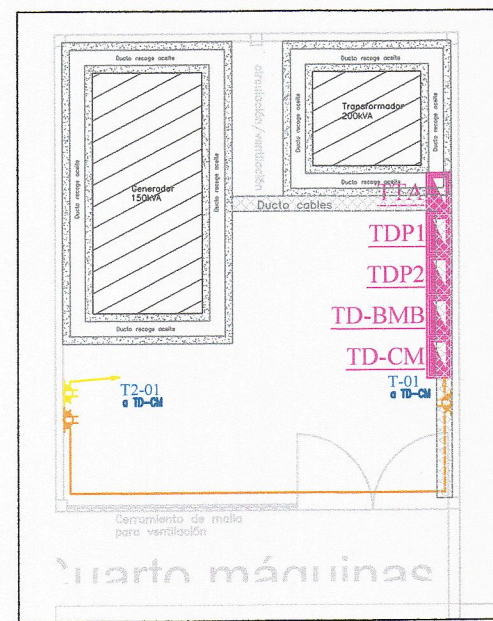 Ducto recoge aceite
Ducto recoge aceite
Ducto recoge aceite
Ducto recoge aceite
Generador
150kVA
Ducto recoge aceite
circulación/ventilación
Ducto recoge aceite
Ducto recoge aceite
Transformador
200kVA
Ducto recoge aceite
Ducto recoge aceite
TTA
Ducto cables
TDP1
TDP2
TD-BMB
TD-CM
T2-01
a TD-CM
T-01
a TD-CM
Cerramiento de malla
para ventilación
Cuarto máquinas